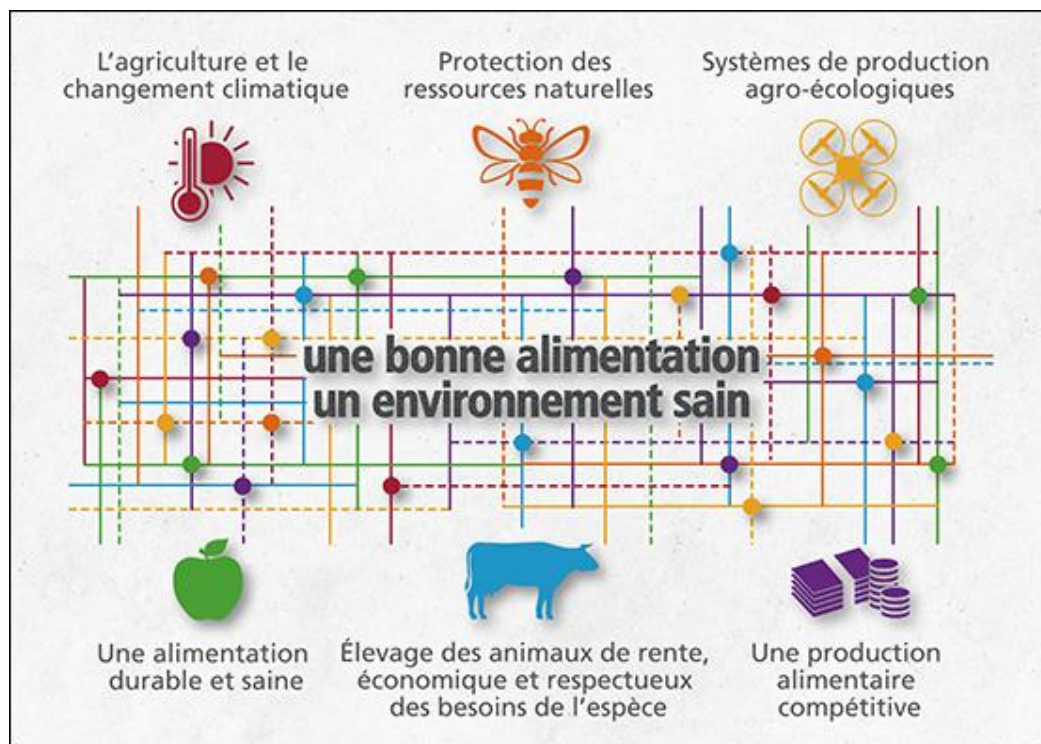 L'agriculture et le
changement climatique
Protection des
ressources naturelles
Systèmes de production
agro-écologiques
une bonne alimentation
un environnement sain
Une alimentation
durable et saine
Élevage des animaux de rente,
économique et respectueux
des besoins de l'espèce
Une production
alimentaire
compétitive